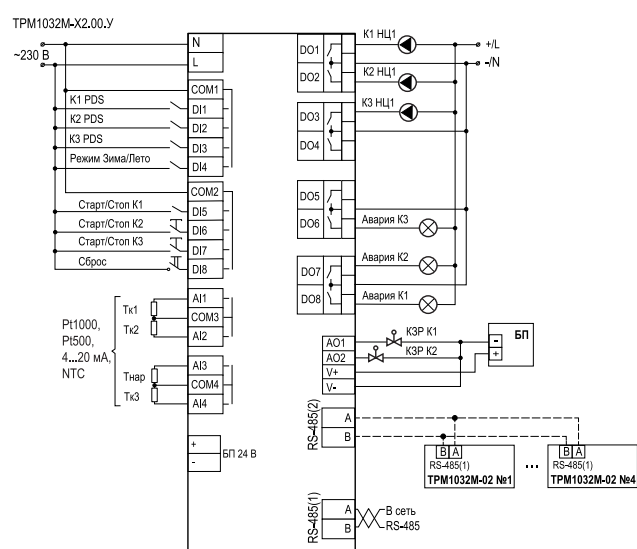 ТРМ1032М-Х2.00.У
~230 В
N
L
COM1
K1 PDS
DI1
K2 PDS
DI2
K3 PDS
DI3
Режим Зима/Лето
DI4
COM2
Старт/Стоп К1
DI5
Старт/Стоп К2
DI6
Старт/Стоп К3
DI7
Сброс
DI8
Pt1000,
Pt500,
4...20 мА,
NTC
Тк1
Тк2
Тнар
Тк3
AI1
COM3
AI2
AI3
COM4
AI4
+
-
БП 24 В
DO1
DO2
DO3
DO4
DO5
DO6
DO7
DO8
К1 НЦ1
К2 НЦ1
К3 НЦ1
+/L
-/N
Авария К3
Авария К2
Авария К1
AO1
AO2
V+
V-
КЗР К1
КЗР К2
-
+
БП
RS-485(2)
A
B
B A
RS-485(1)
ТРМ1032М-02 №1
...
B A
RS-485(1)
ТРМ1032М-02 №4
RS-485(1)
A
B
В сеть
RS-485